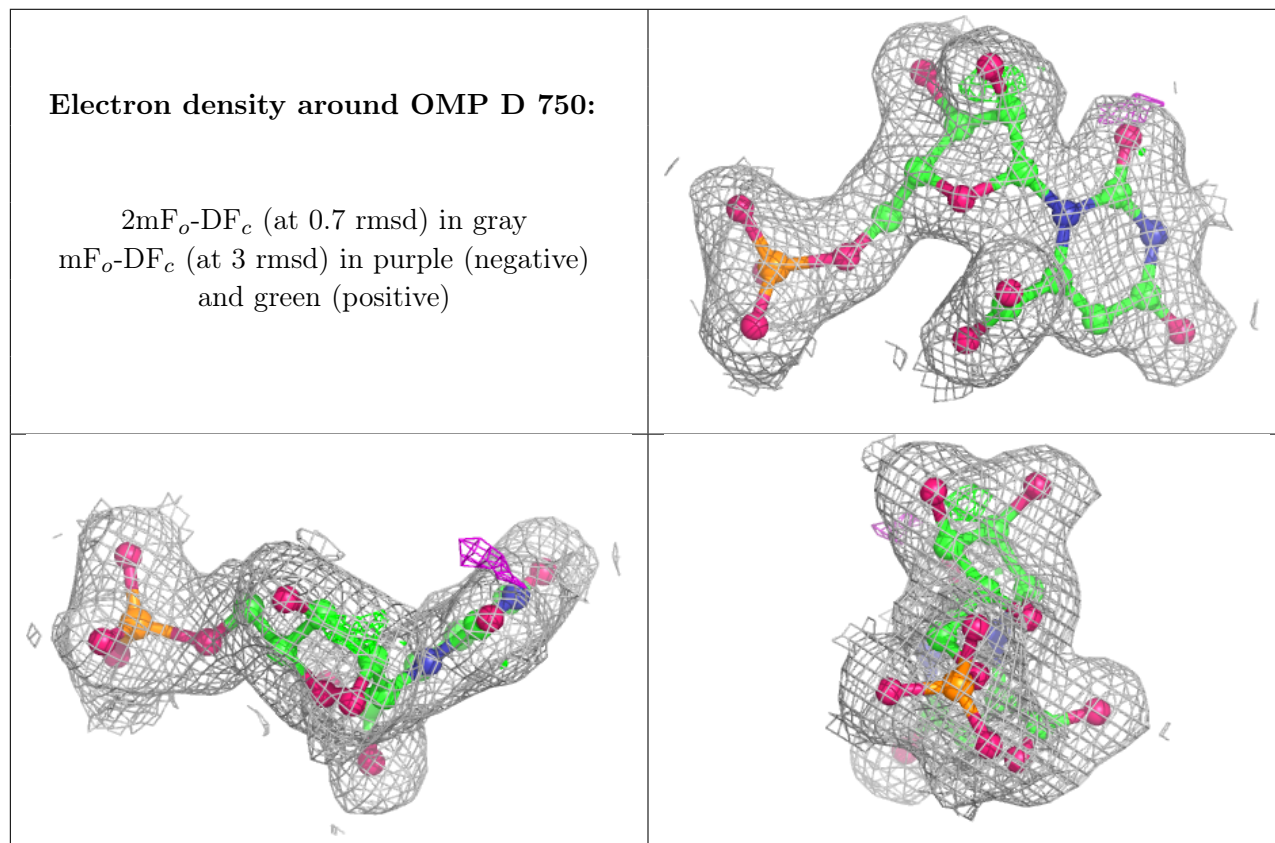 Electron density around OMP D 750:
2mFo-DFc (at 0.7 rmsd) in gray
mFo-DFc (at 3 rmsd) in purple (negative)
and green (positive)